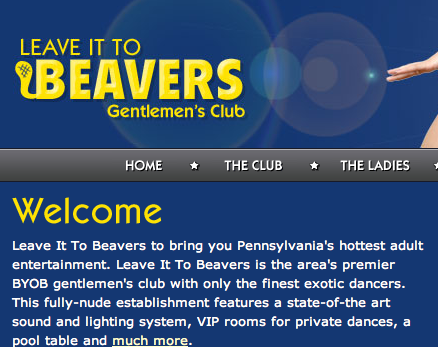 LEAVE IT TO
BEAVERS
Gentlemen's Club
HOME THE CLUB THE LADIES
Welcome
Leave It To Beavers to bring you Pennsylvania's hottest adult
entertainment. Leave It To Beavers is the area's premier
BYOB gentlemen's club with only the finest exotic dancers.
This fully-nude establishment features a state-of-the art
sound and lighting system, VIP rooms for private dances, a
pool table and much more.